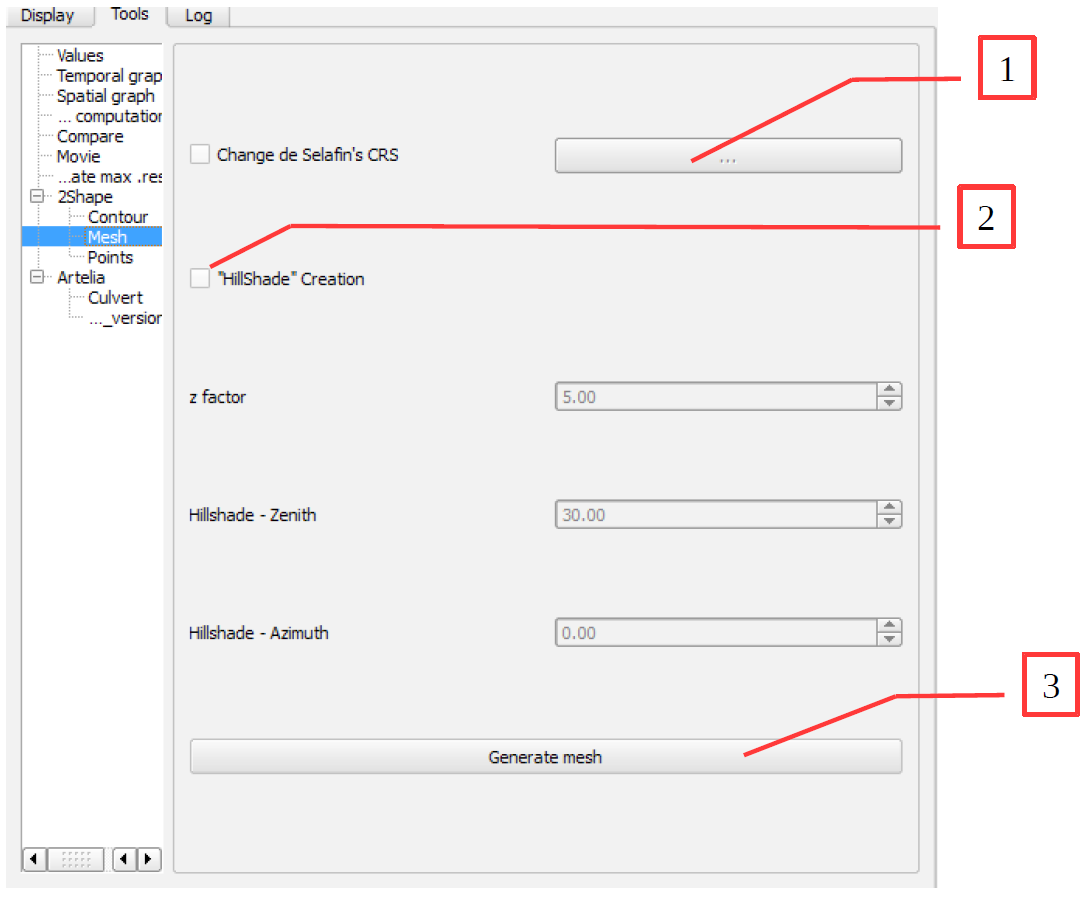 Display Tools Log
Values
Temporal grap
Spatial graph
... computation
Compare
Movie
...ate max .res
2Shape
Contour
Mesh
Points
Artelia
Culvert
..._version
Change de Selafin's CRS ...
"HillShade" Creation
z factor 5.00
Hillshade - Zenith 30.00
Hillshade - Azimuth 0.00
Generate mesh
1
2
3